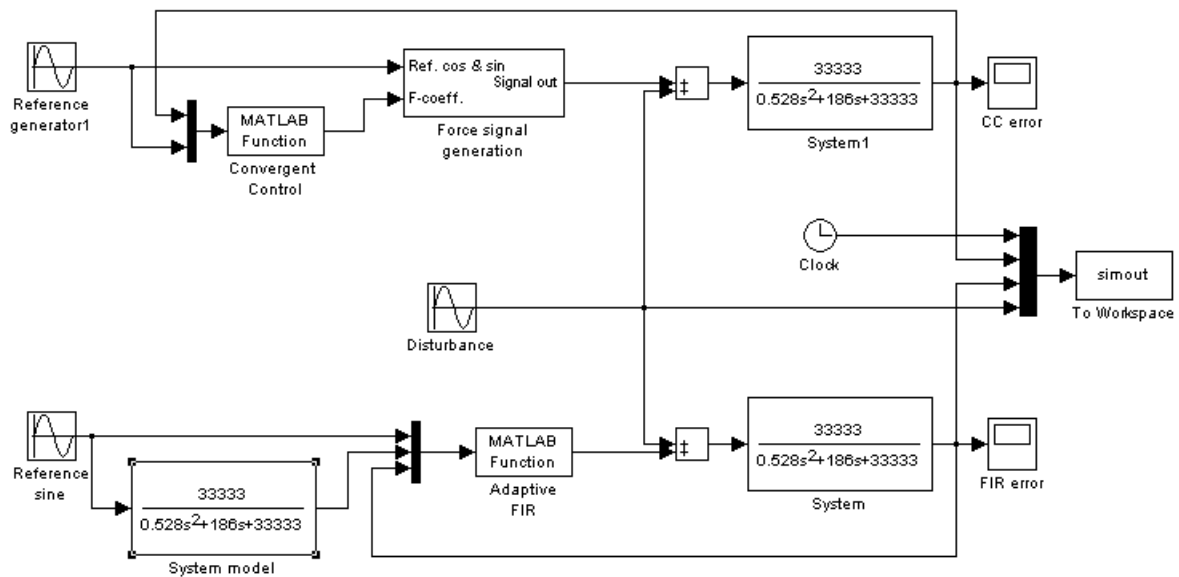 Reference
generator1
MATLAB
Function
Convergent
Control
Ref. cos & sin
Signal out
F-coeff.
Force signal
generation
+
+
33333
0.528s²+186s+33333
System1
CC error
Clock
simout
To Workspace
Disturbance
Reference
sine
33333
0.528s²+186s+33333
System model
MATLAB
Function
Adaptive
FIR
+
+
33333
0.528s²+186s+33333
System
FIR error